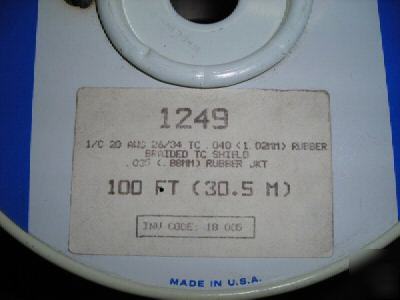 1249
1/C 20 AWG 26/34 TC .040 (1.02MM) RUBBER
BRAIDED TC SHIELD
.035 (.88MM) RUBBER JKT
100 FT (30.5 M)
INV CODE: 18 005
MADE IN U.S.A.